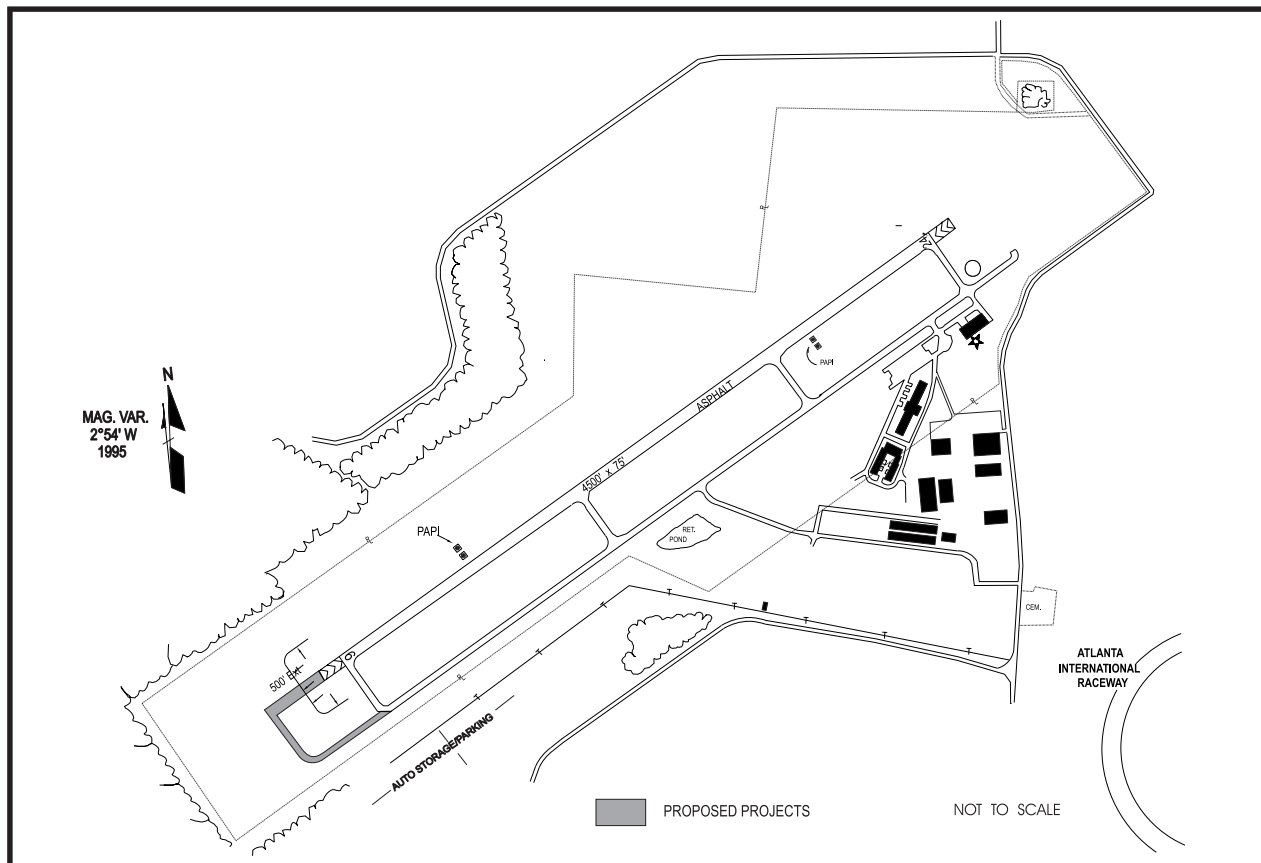 N
MAG. VAR.
2°54' W
1995
24
PAPI
ASPHALT
4500' x 75'
PAPI
RET.
POND
CEM.
ATLANTA
INTERNATIONAL
RACEWAY
6
500' Ext
AUTO STORAGE/PARKING
PROPOSED PROJECTS
NOT TO SCALE